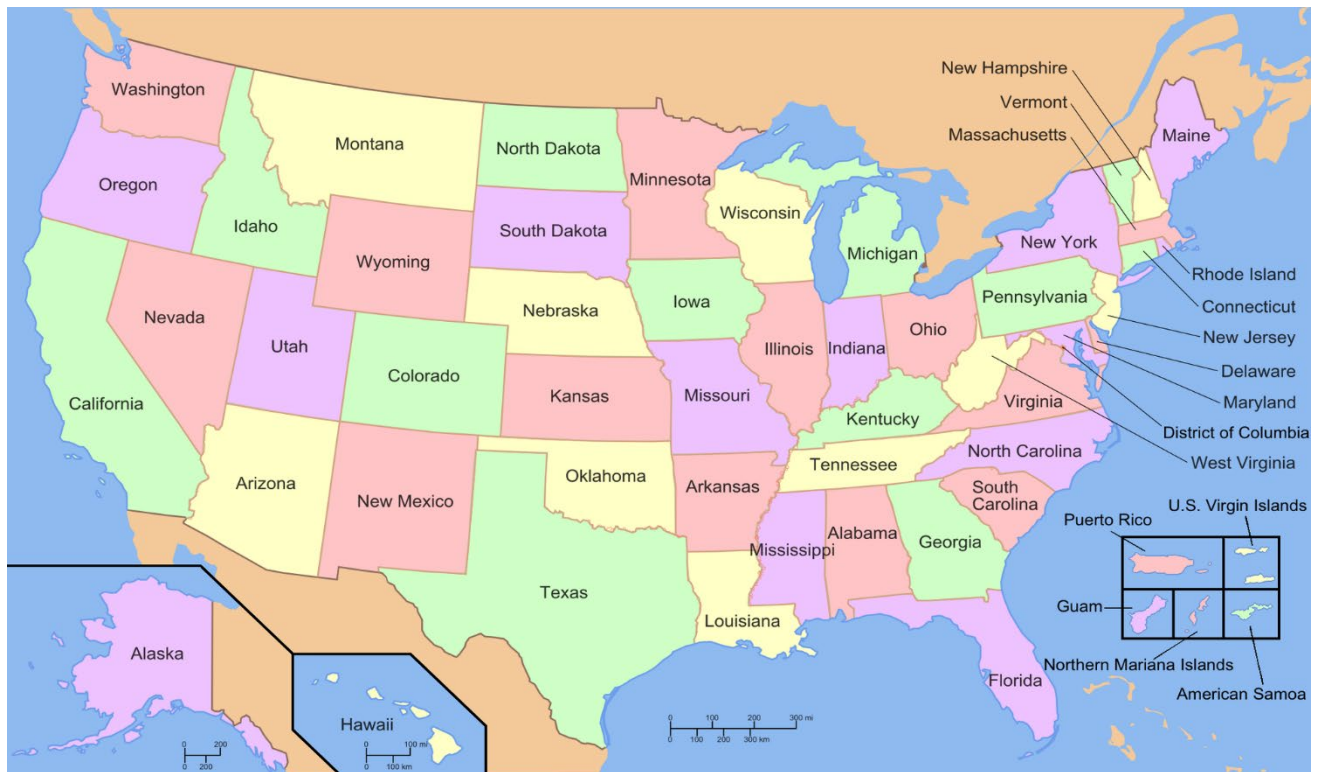 Washington
Oregon
California
Idaho
Nevada
Montana
Wyoming
Utah
Arizona
Colorado
New Mexico
North Dakota
South Dakota
Nebraska
Kansas
Oklahoma
Texas
Minnesota
Iowa
Missouri
Arkansas
Louisiana
Wisconsin
Illinois
Michigan
Indiana
Ohio
Kentucky
Tennessee
Mississippi
Alabama
Georgia
Florida
South
Carolina
North Carolina
Virginia
Pennsylvania
New York
Maine
New Hampshire
Vermont
Massachusetts
Rhode Island
Connecticut
New Jersey
Delaware
Maryland
District of Columbia
West Virginia
U.S. Virgin Islands
Puerto Rico
Guam
Northern Mariana Islands
American Samoa
Alaska
0 200
0 200
Hawaii
0 100 mi
0 100 km
0 100 200 300 mi
0 100 200 300 km